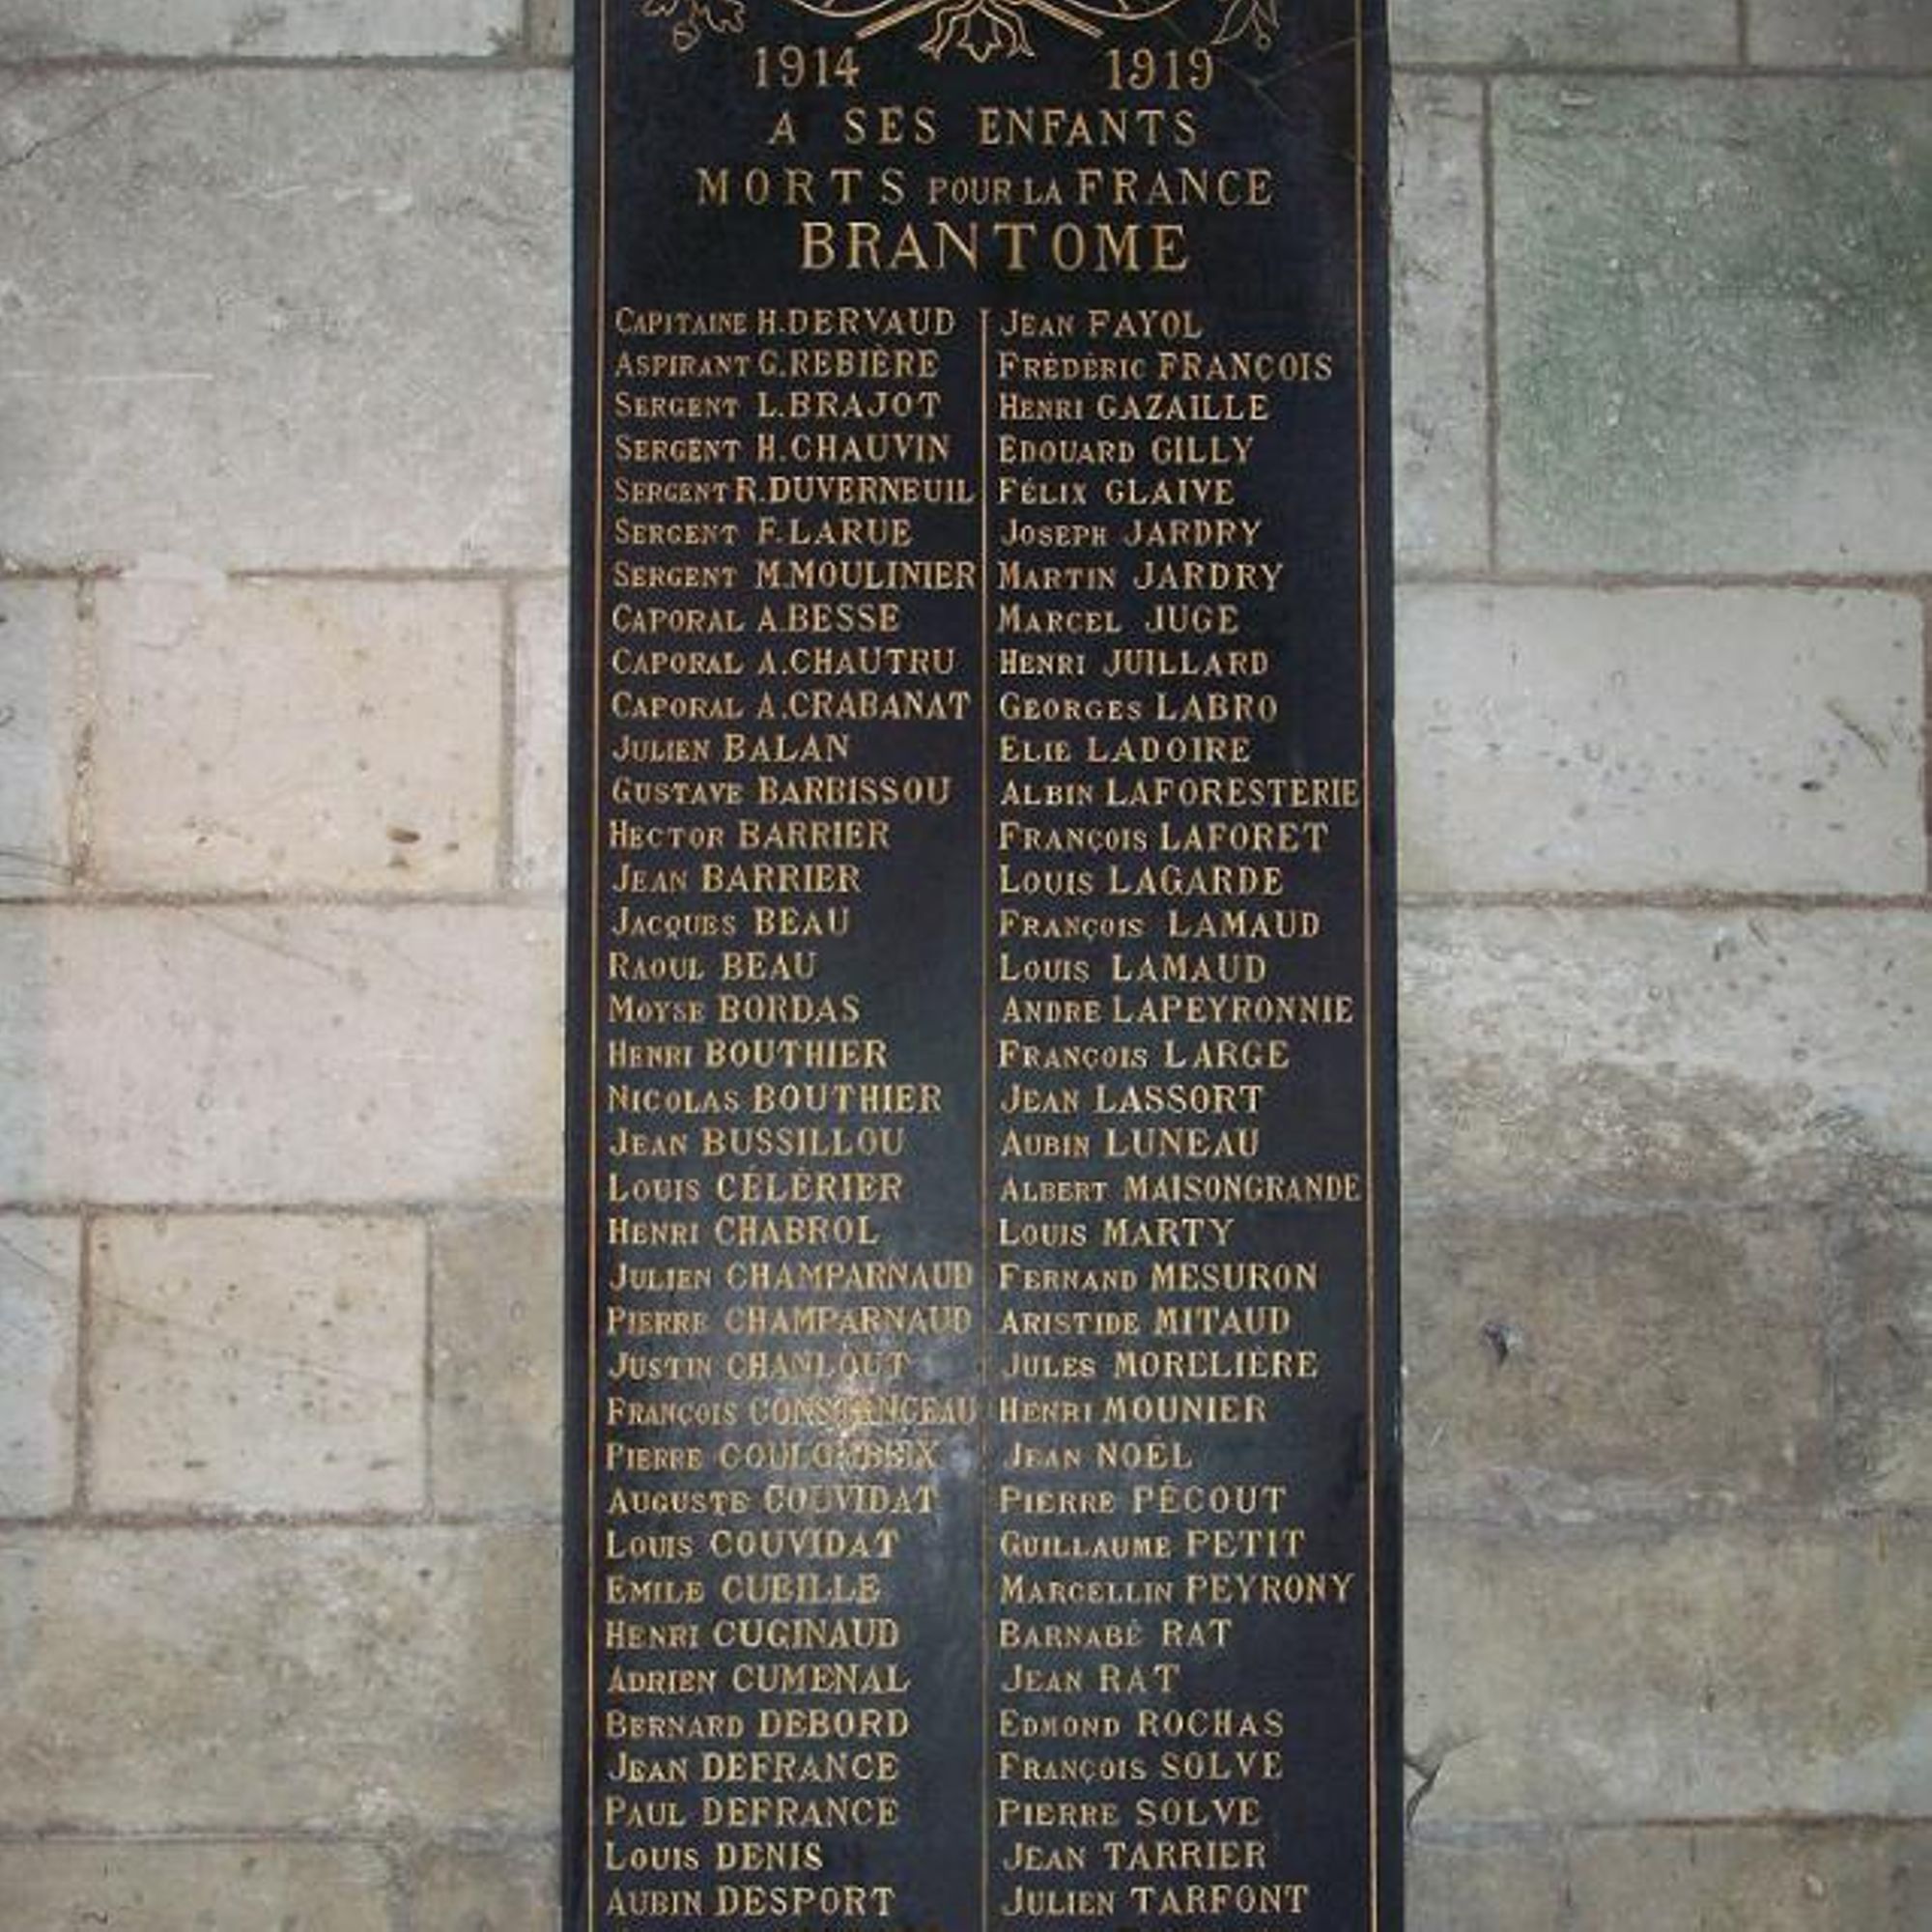 1914 1919
A SES ENFANTS
MORTS POUR LA FRANCE
BRANTOME
CAPITAINE H.DERVAUD
ASPIRANT G.REBIÈRE
SERGENT L.BRAJOT
SERGENT H.CHAUVIN
SERGENT R.DUVERNEUIL
SERGENT F.LARUE
SERGENT M.MOULINIER
CAPORAL A.BESSE
CAPORAL A.CHAUTRU
CAPORAL A.CRABANAT
JULIEN BALAN
GUSTAVE BARBISSOU
HECTOR BARRIER
JEAN BARRIER
JACQUES BEAU
RAOUL BEAU
MOYSE BORDAS
HENRI BOUTHIER
NICOLAS BOUTHIER
JEAN BUSSILLOU
LOUIS CÉLÉRIER
HENRI CHABROL
JULIEN CHAMPARNAUD
PIERRE CHAMPARNAUD
JUSTIN CHANLOUT
FRANÇOIS CONSTANCEAU
PIERRE
AUGUSTE COUVIDAT
LOUIS COUVIDAT
EMILE CUEILLE
HENRI CUGINAUD
ADRIEN CUMENAL
BERNARD DEBORD
JEAN DEFRANCE
PAUL DEFRANCE
LOUIS DENIS
AUBIN DESPORT
JEAN FAYOL
FRÉDÉRIC FRANÇOIS
HENRI GAZAILLE
EDOUARD GILLY
FÉLIX GLAIVE
JOSEPH JARDRY
MARTIN JARDRY
MARCEL JUGE
HENRI JUILLARD
GEORGES LABRO
ELIE LADOIRE
ALBIN LAFORESTERIE
FRANÇOIS LAFORET
LOUIS LAGARDE
FRANÇOIS LAMAUD
LOUIS LAMAUD
ANDRÉ LAPEYRONNIE
FRANÇOIS LARGE
JEAN LASSORT
AUBIN LUNEAU
ALBERT MAISONGRANDE
LOUIS MARTY
FERNAND MESURON
ARISTIDE MITAUD
JULES MORELIÈRE
HENRI MOUNIER
JEAN NOËL
PIERRE PÉCOUT
GUILLAUME PETIT
MARCELLIN PEYRONY
BARNABÉ RAT
JEAN RAT
EDMOND ROCHAS
FRANÇOIS SOLVE
PIERRE SOLVE
JEAN TARRIER
JULIEN TARFONT